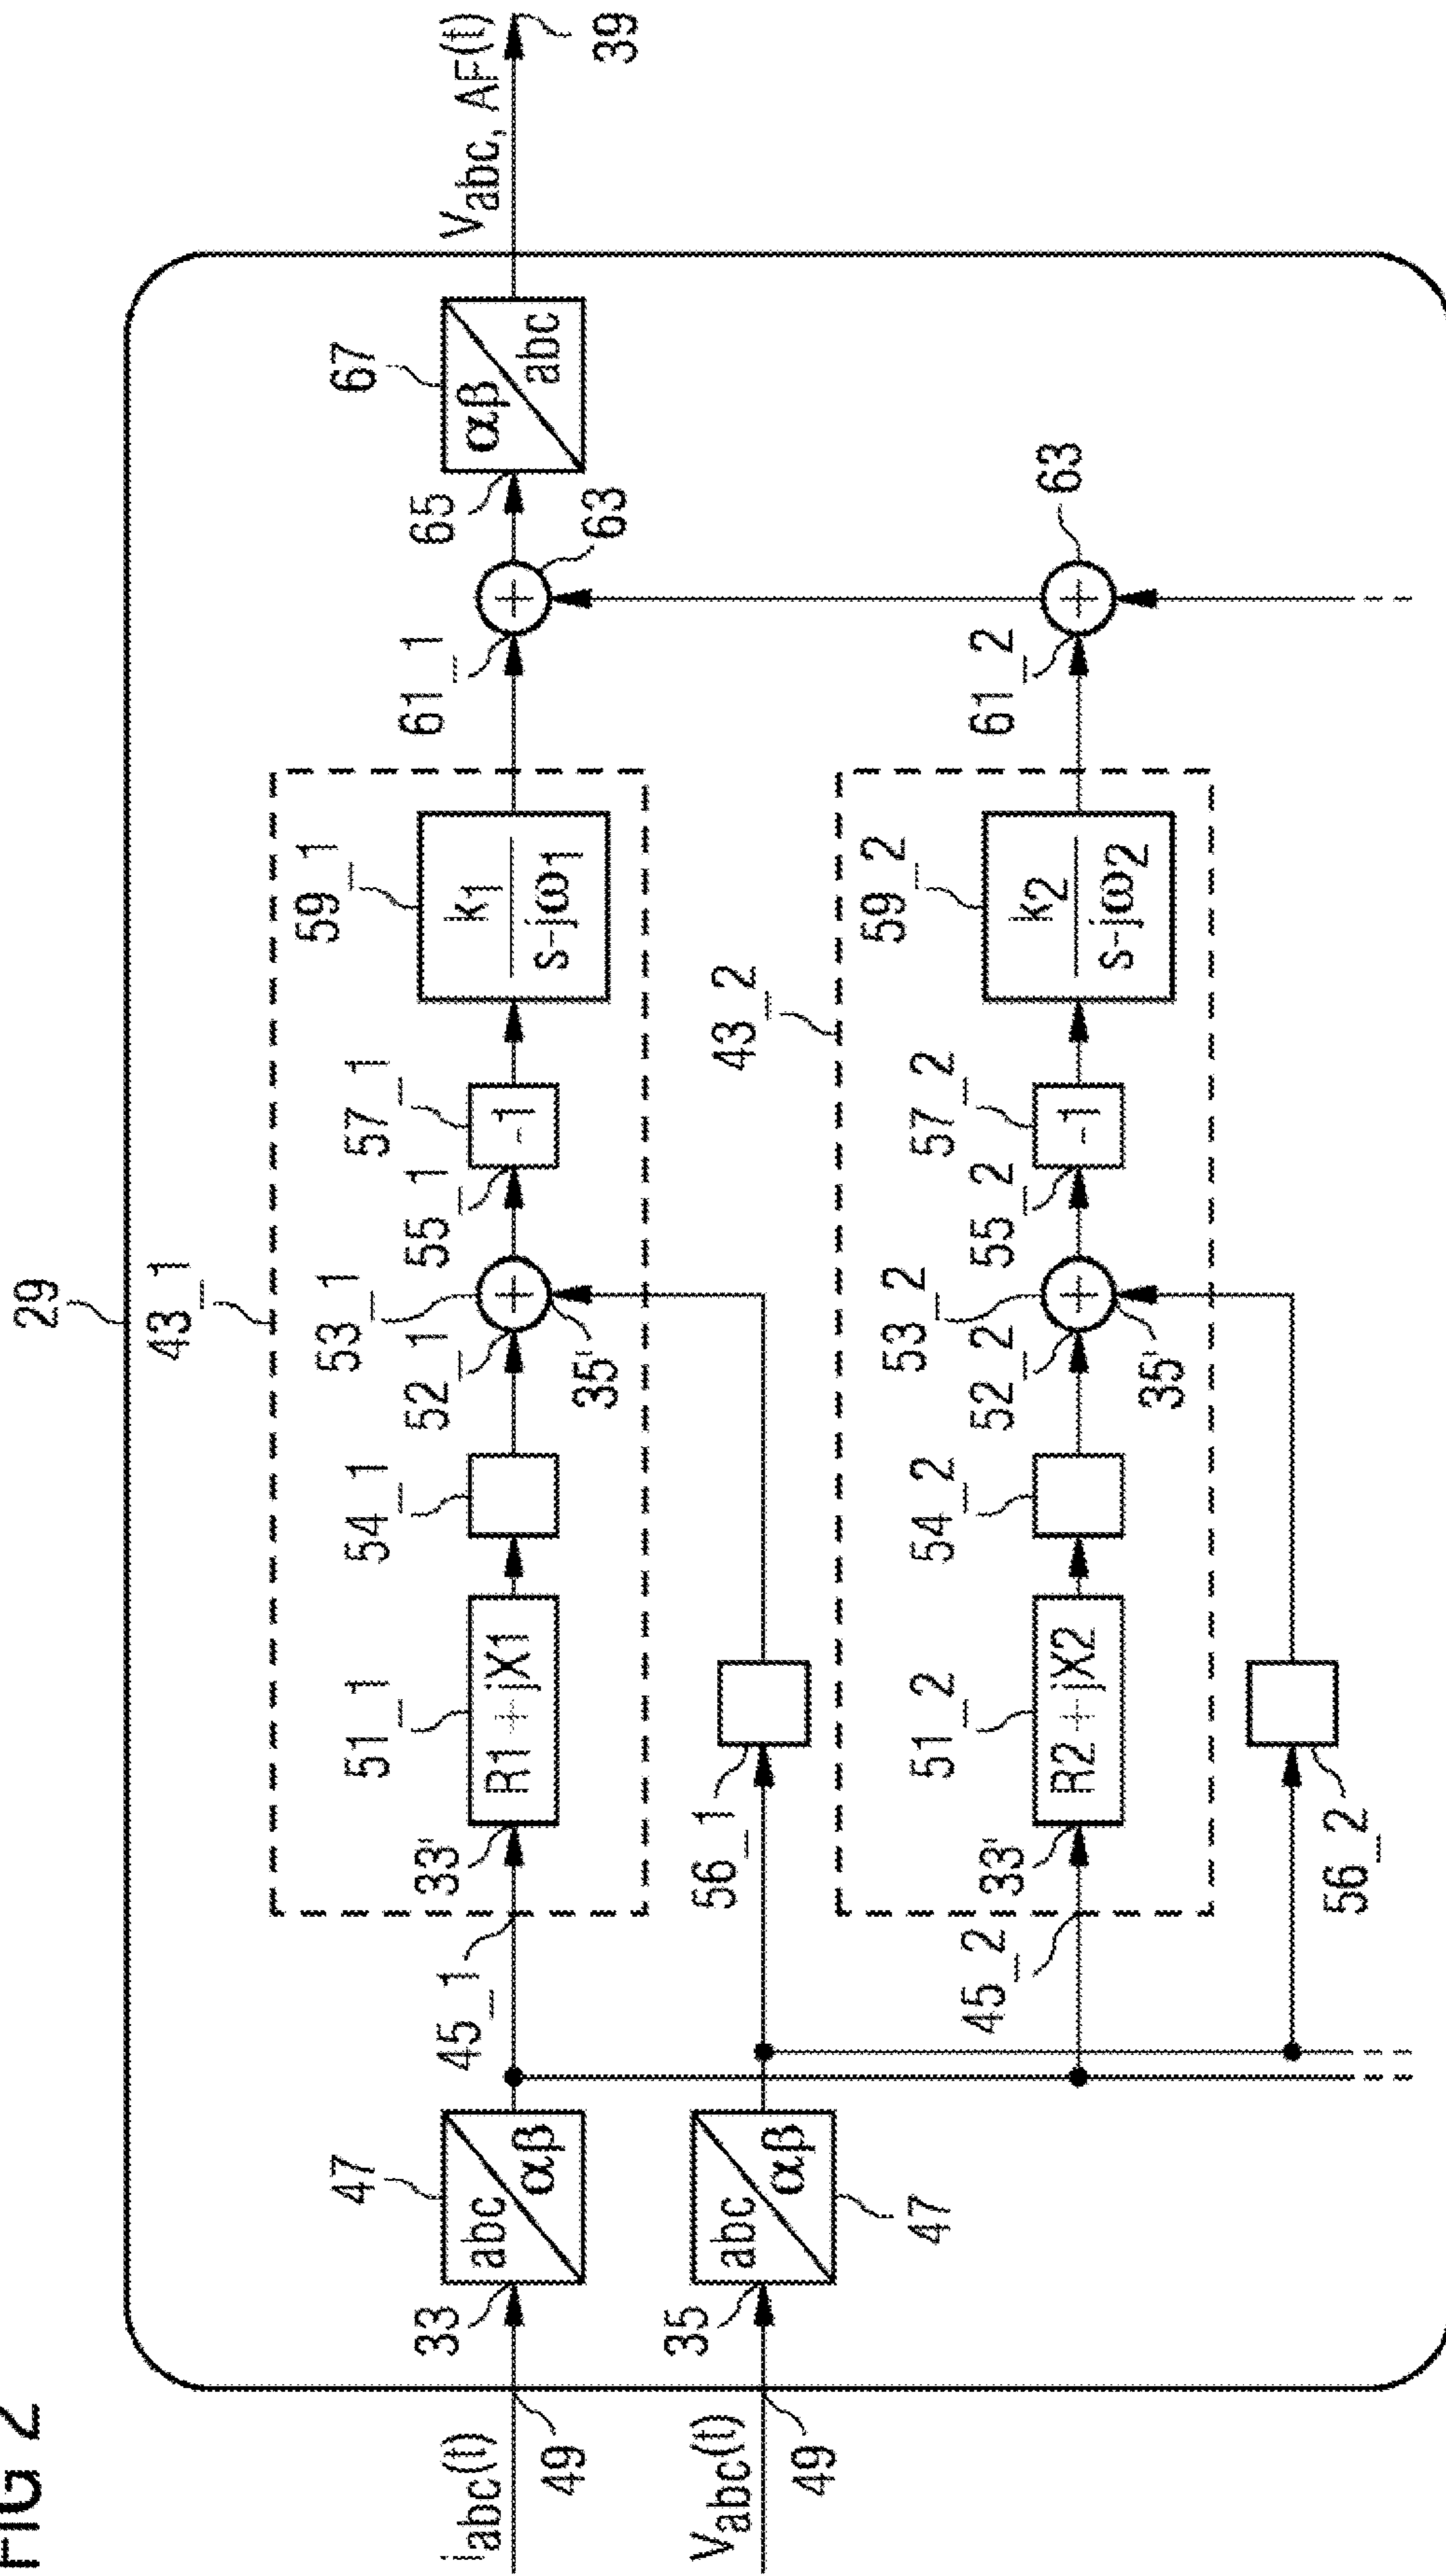 FIG 2
29
43_1
iabc(t)
49
33
47
abc
αβ
45_1
33'
51_1
R1+jX1
54_1
52_1
53_1
35'
55_1
57_1
-1
59_1
k1
s-jω1
61_1
+
63
65
67
αβ
abc
Vabc, AF(t)
39
+
Vabc(t)
49
35
47
abc
αβ
56_1
43_2
45_2
33'
51_2
R2+jX2
54_2
52_2
53_2
+
35'
55_2
57_2
-1
59_2
k2
s-jω2
61_2
+
63
56_2